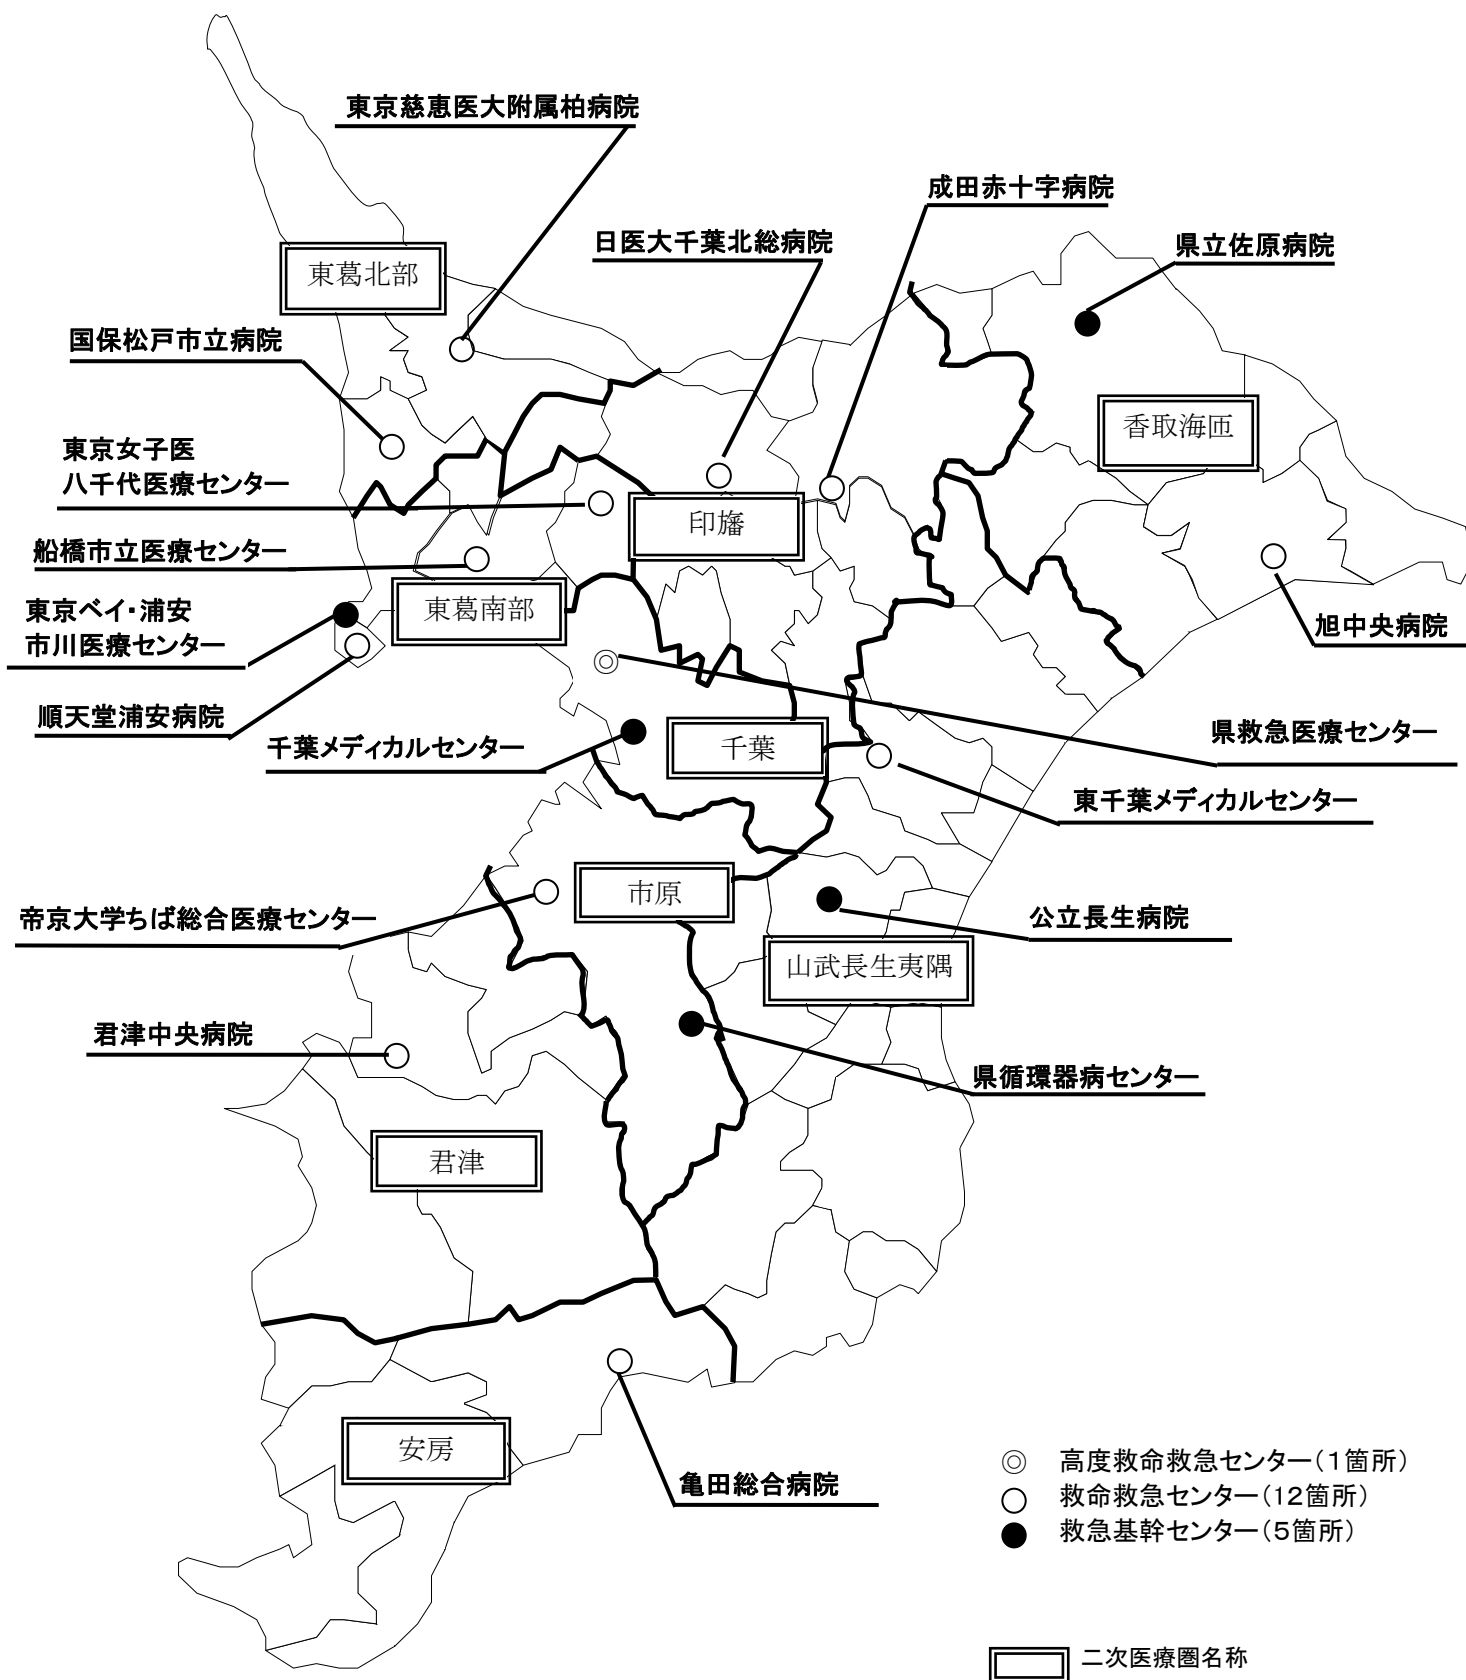 東京慈恵医大附属柏病院
成田赤十字病院
日医大千葉北総病院
県立佐原病院
東葛北部
国保松戸市立病院
香取海匝
東京女子医
八千代医療センター
印旛
船橋市立医療センター
東葛南部
東京ベイ・浦安
市川医療センター
旭中央病院
順天堂浦安病院
千葉メディカルセンター
千葉
県救急医療センター
東千葉メディカルセンター
市原
帝京大学ちば総合医療センター
公立長生病院
山武長生夷隅
君津中央病院
県循環器病センター
君津
安房
亀田総合病院
◎ 高度救命救急センター(1箇所)
○ 救命救急センター(12箇所)
● 救急基幹センター(5箇所)
二次医療圏名称